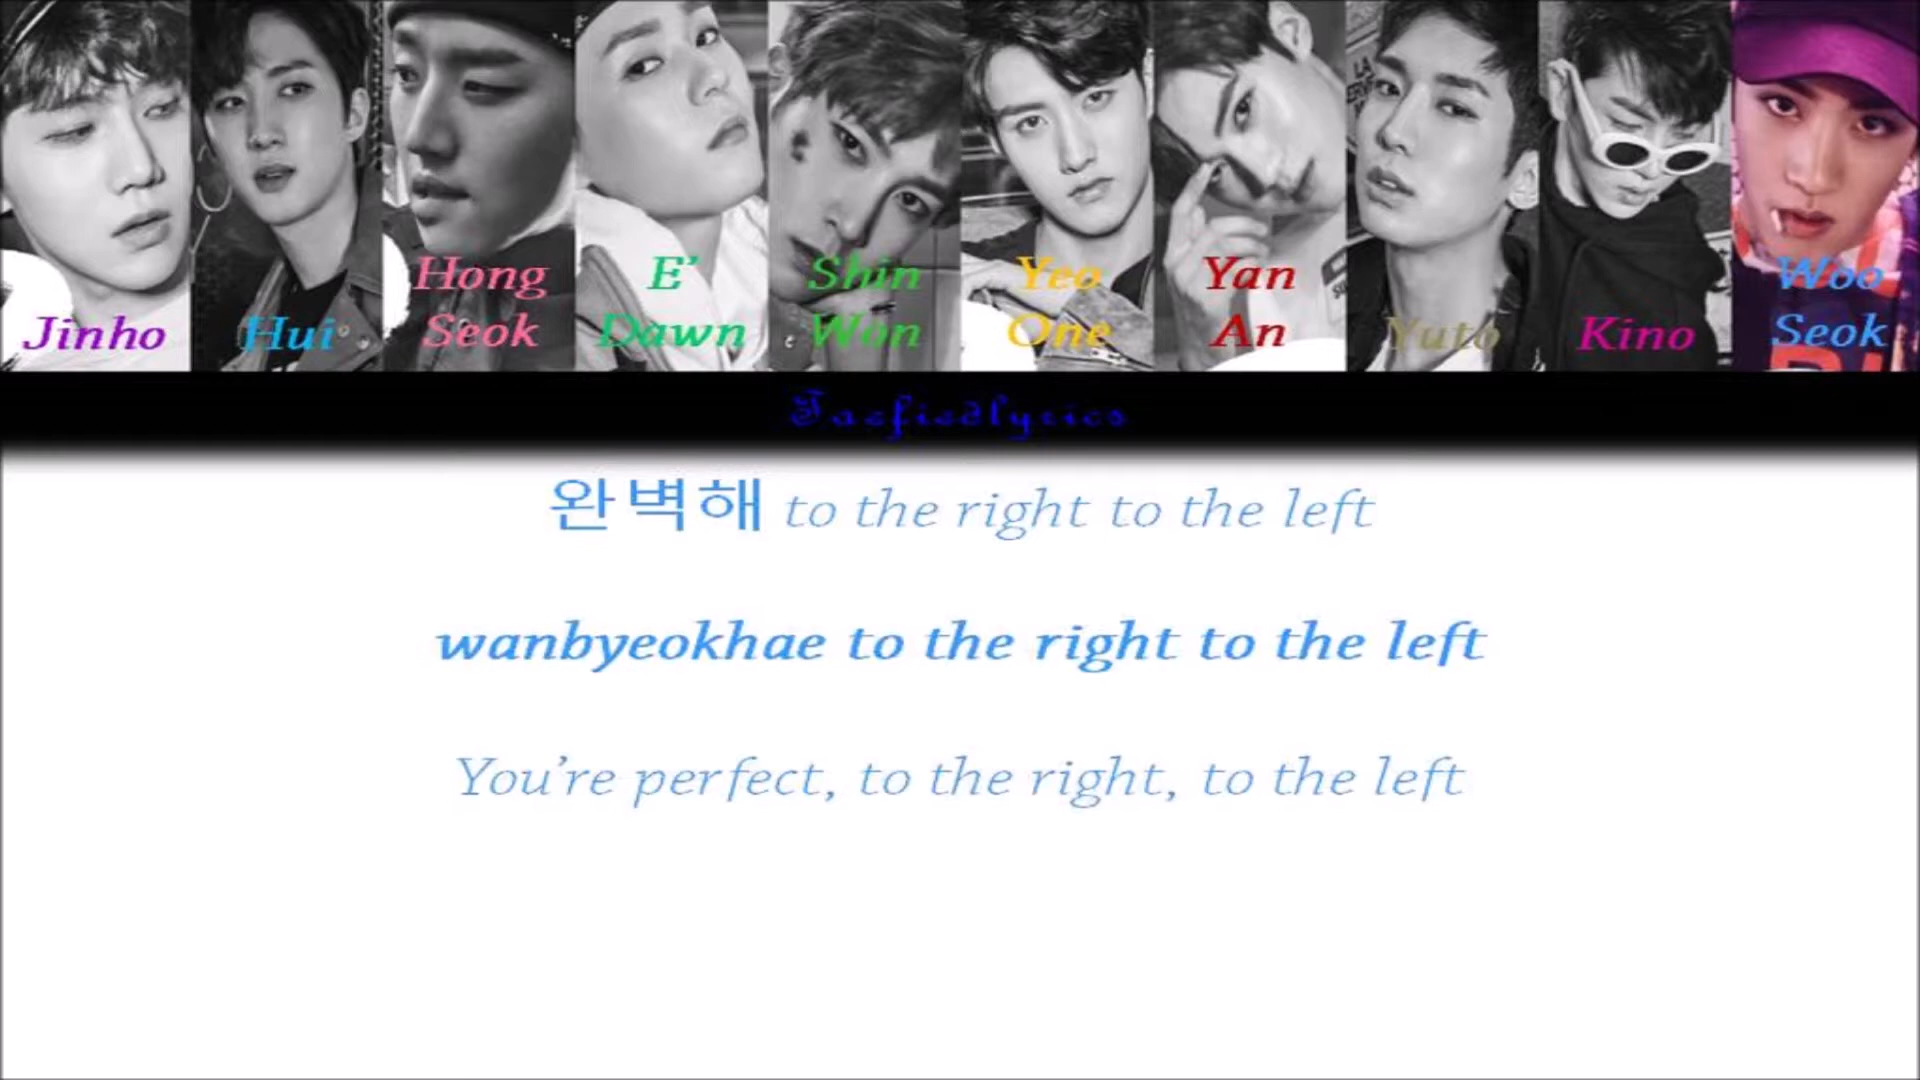 Jinho
Hui
Hong
Seok
E'
Dawn
Shin
Won
Yeo
One
Yan
An
Yuto
Kino
Woo
Seok
Taefiedlyrics
완벽해 to the right to the left
wanbyeokhae to the right to the left
You're perfect, to the right, to the left